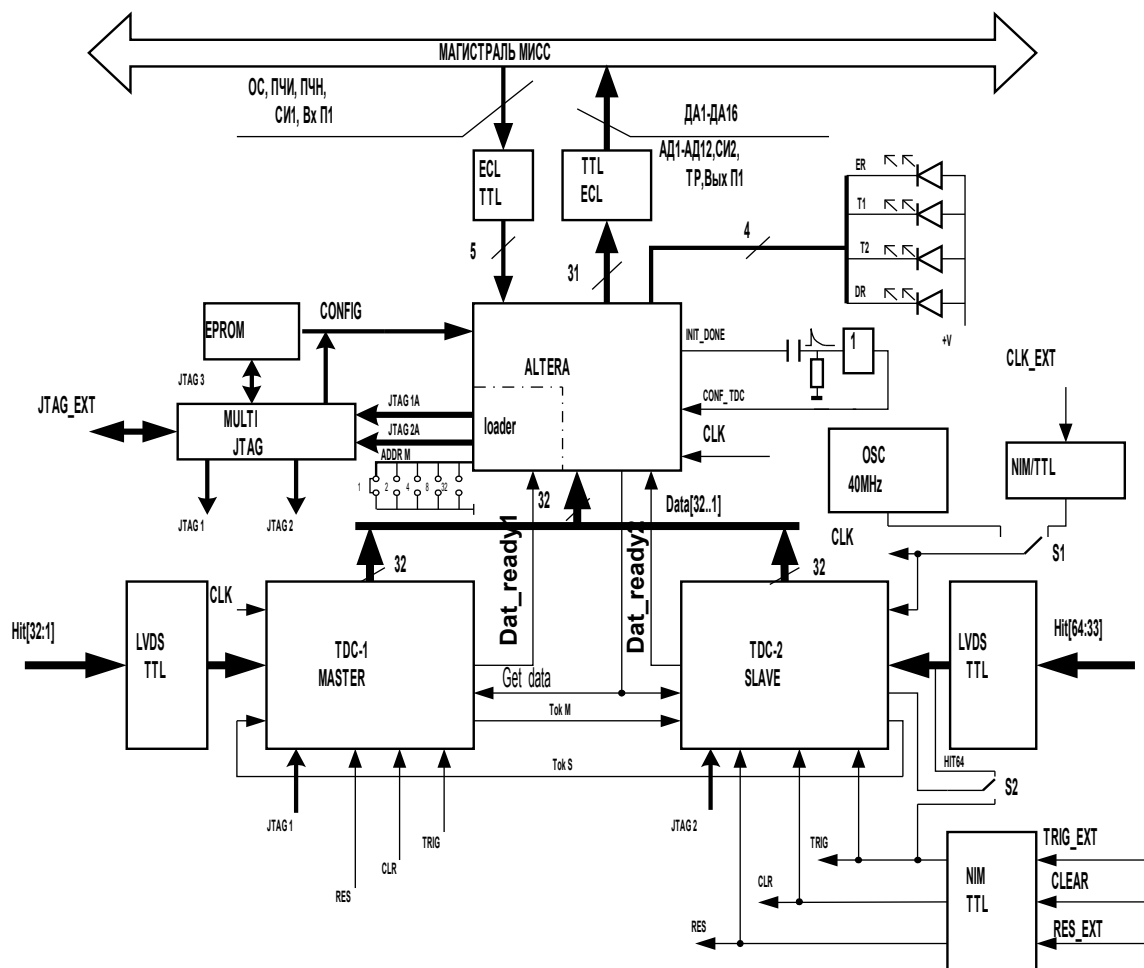 МАГИСТРАЛЬ МИСС
ОС, ПЧИ, ПЧН,
СИ1, Вх П1
ДА1-ДА16
АД1-АД12,СИ2,
ТР,Вых П1
ECL
TTL
TTL
ECL
ER
T1
T2
DR
+V
5
31
4
EPROM
CONFIG
JTAG 3
JTAG_EXT
MULTI
JTAG
JTAG 1A
JTAG 2A
ALTERA
loader
INIT_DONE
1
CONF_TDC
CLK
CLK_EXT
OSC
40MHz
NIM/TTL
ADDR M
1
2
4
8
32
JTAG 1
JTAG 2
32
Data[32..1]
Dat_ready1
Dat_ready2
CLK
S1
32
32
CLK
Hit[32:1]
LVDS
TTL
TDC-1
MASTER
TDC-2
SLAVE
LVDS
TTL
Hit[64:33]
Get data
Tok M
Tok S
HIT64
S2
JTAG 1
RES
CLR
TRIG
JTAG 2
TRIG
CLR
RES
NIM
TTL
TRIG_EXT
CLEAR
RES_EXT